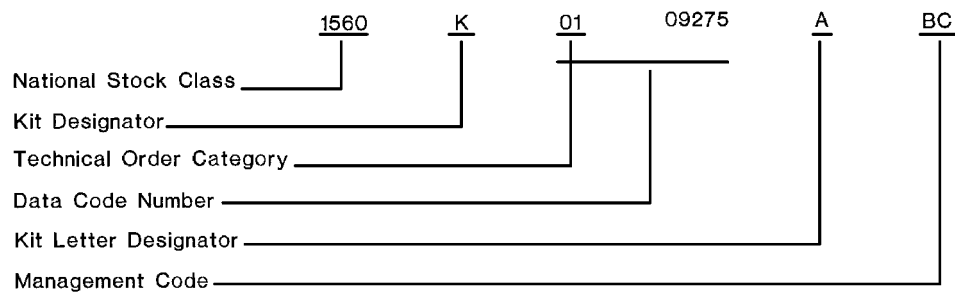 1560 K 01 09275 A BC
National Stock Class
Kit Designator
Technical Order Category
Data Code Number
Kit Letter Designator
Management Code